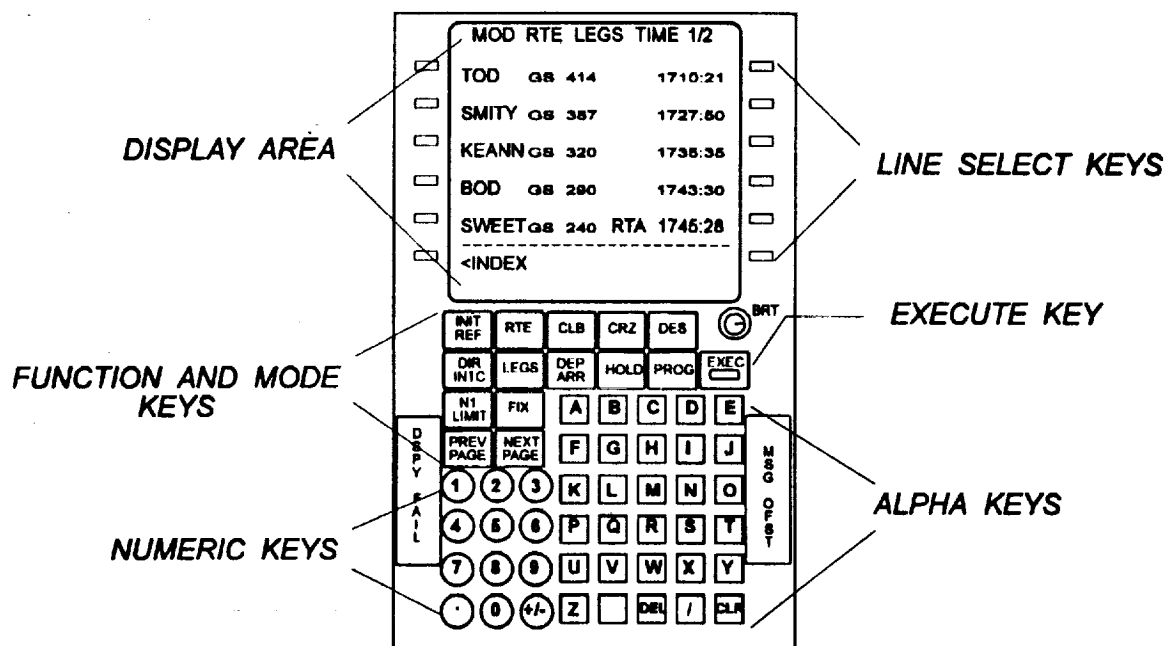 MOD RTE LEGS TIME 1/2
TOD GS 414 1710:21
SMITY GS 387 1727:50
KEANN GS 320 1735:35
BOD GS 290 1743:30
SWEET GS 240 RTA 1745:28
<INDEX
DISPLAY AREA
LINE SELECT KEYS
BRT
EXECUTE KEY
INIT REF RTE CLB CRZ DES
DIR INTC LEGS DEP ARR HOLD PROG EXEC
FUNCTION AND MODE
KEYS
N1 LIMIT FIX A B C D E
PREV PAGE NEXT PAGE F G H I J
DSPY FAIL
MSG OFST
1 2 3 K L M N O
ALPHA KEYS
4 5 6 P Q R S T
NUMERIC KEYS
7 8 9 U V W X Y
. 0 +/- Z DEL / CLR